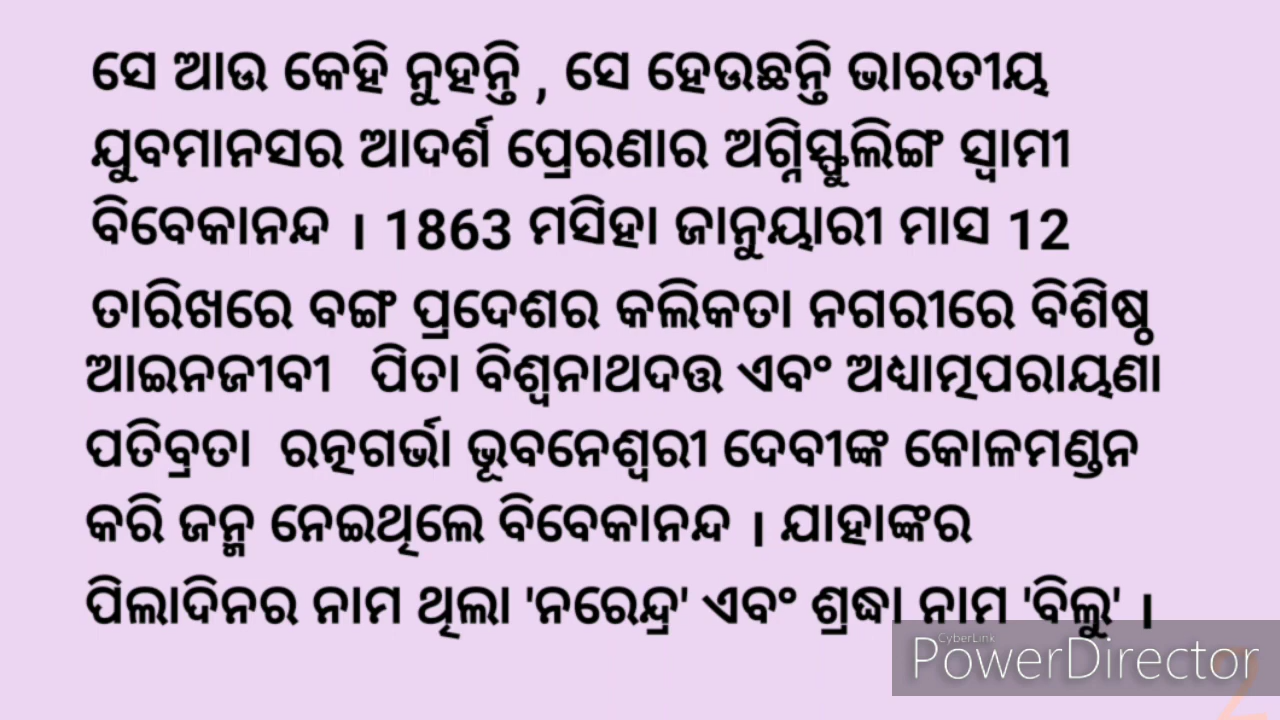 ସେ ଆଉ କେହି ନୁହନ୍ତି , ସେ ହେଉଛନ୍ତି ଭାରତୀୟ
ଯୁବମାନସର ଆଦର୍ଶ ପ୍ରେରଣାର ଅଗ୍ନିସ୍ଫୁଲିଙ୍ଗ ସ୍ଵାମୀ
ବିବେକାନନ୍ଦ । 1863 ମସିହା ଜାନୁୟାରୀ ମାସ 12
ତାରିଖରେ ବଙ୍ଗ ପ୍ରଦେଶର କଲିକତା ନଗରୀରେ ବିଶିଷ୍ଠ
ଆଇନଜୀବୀ ପିତା ବିଶ୍ୱନାଥଦତ୍ତ ଏବଂ ଅଧ୍ୟାତ୍ମପରାୟଣା
ପତିବ୍ରତା ରତ୍ନଗର୍ଭା ଭୂବନେଶ୍ୱରୀ ଦେବୀଙ୍କ କୋଳମଣ୍ଡନ
କରି ଜନ୍ମ ନେଇଥିଲେ ବିବେକାନନ୍ଦ । ଯାହାଙ୍କର
ପିଲାଦିନର ନାମ ଥିଲା 'ନରେନ୍ଦ୍ର' ଏବଂ ଶ୍ରଦ୍ଧା ନାମ 'ବିଲୁ' ।
CyberLink
PowerDirector
2